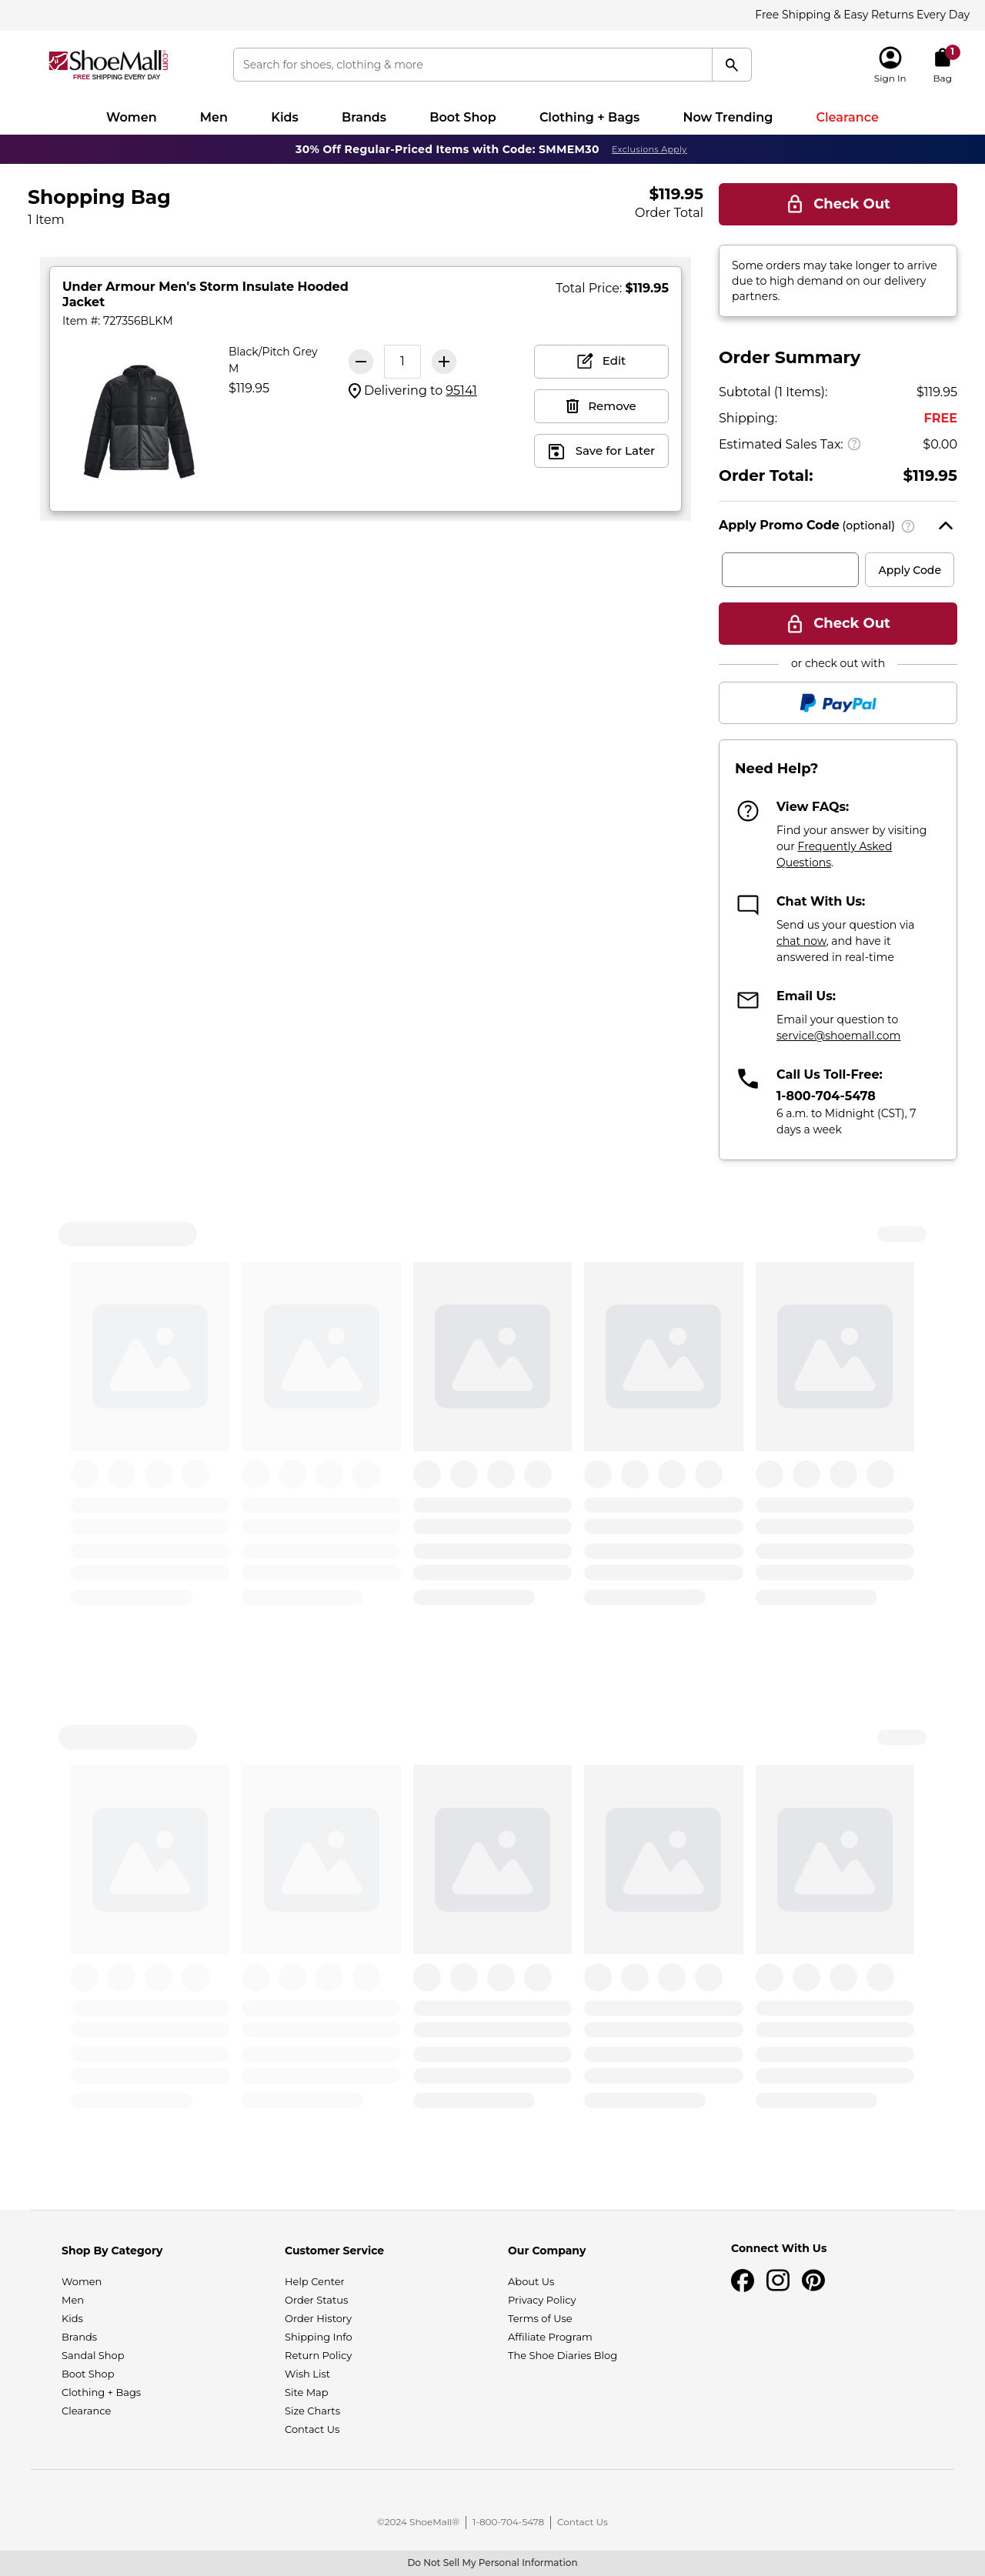 Free Shipping & Easy Returns Every Day
ShoeMall.com
FREE SHIPPING EVERY DAY
Search for shoes, clothing & more
1
Sign In
Bag
Women
Men
Kids
Brands
Boot Shop
Clothing + Bags
Now Trending
Clearance
30% Off Regular-Priced Items with Code: SMMEM30 Exclusions Apply
Shopping Bag
1 Item
$119.95
Order Total
Check Out
Under Armour Men's Storm Insulate Hooded
Jacket
Item #: 727356BLKM
Total Price: $119.95
Black/Pitch Grey
M
$119.95
1
Delivering to 95141
Edit
Remove
Save for Later
Some orders may take longer to arrive
due to high demand on our delivery
partners.
Order Summary
Subtotal (1 Items): $119.95
Shipping: FREE
Estimated Sales Tax: $0.00
Order Total: $119.95
Apply Promo Code (optional)
Apply Code
Check Out
or check out with
PayPal
Need Help?
View FAQs:
Find your answer by visiting
our Frequently Asked
Questions.
Chat With Us:
Send us your question via
chat now, and have it
answered in real-time
Email Us:
Email your question to
service@shoemall.com
Call Us Toll-Free:
1-800-704-5478
6 a.m. to Midnight (CST), 7
days a week
Shop By Category
Women
Men
Kids
Brands
Sandal Shop
Boot Shop
Clothing + Bags
Clearance
Customer Service
Help Center
Order Status
Order History
Shipping Info
Return Policy
Wish List
Site Map
Size Charts
Contact Us
Our Company
About Us
Privacy Policy
Terms of Use
Affiliate Program
The Shoe Diaries Blog
Connect With Us
©2024 ShoeMall® | 1-800-704-5478 | Contact Us
Do Not Sell My Personal Information